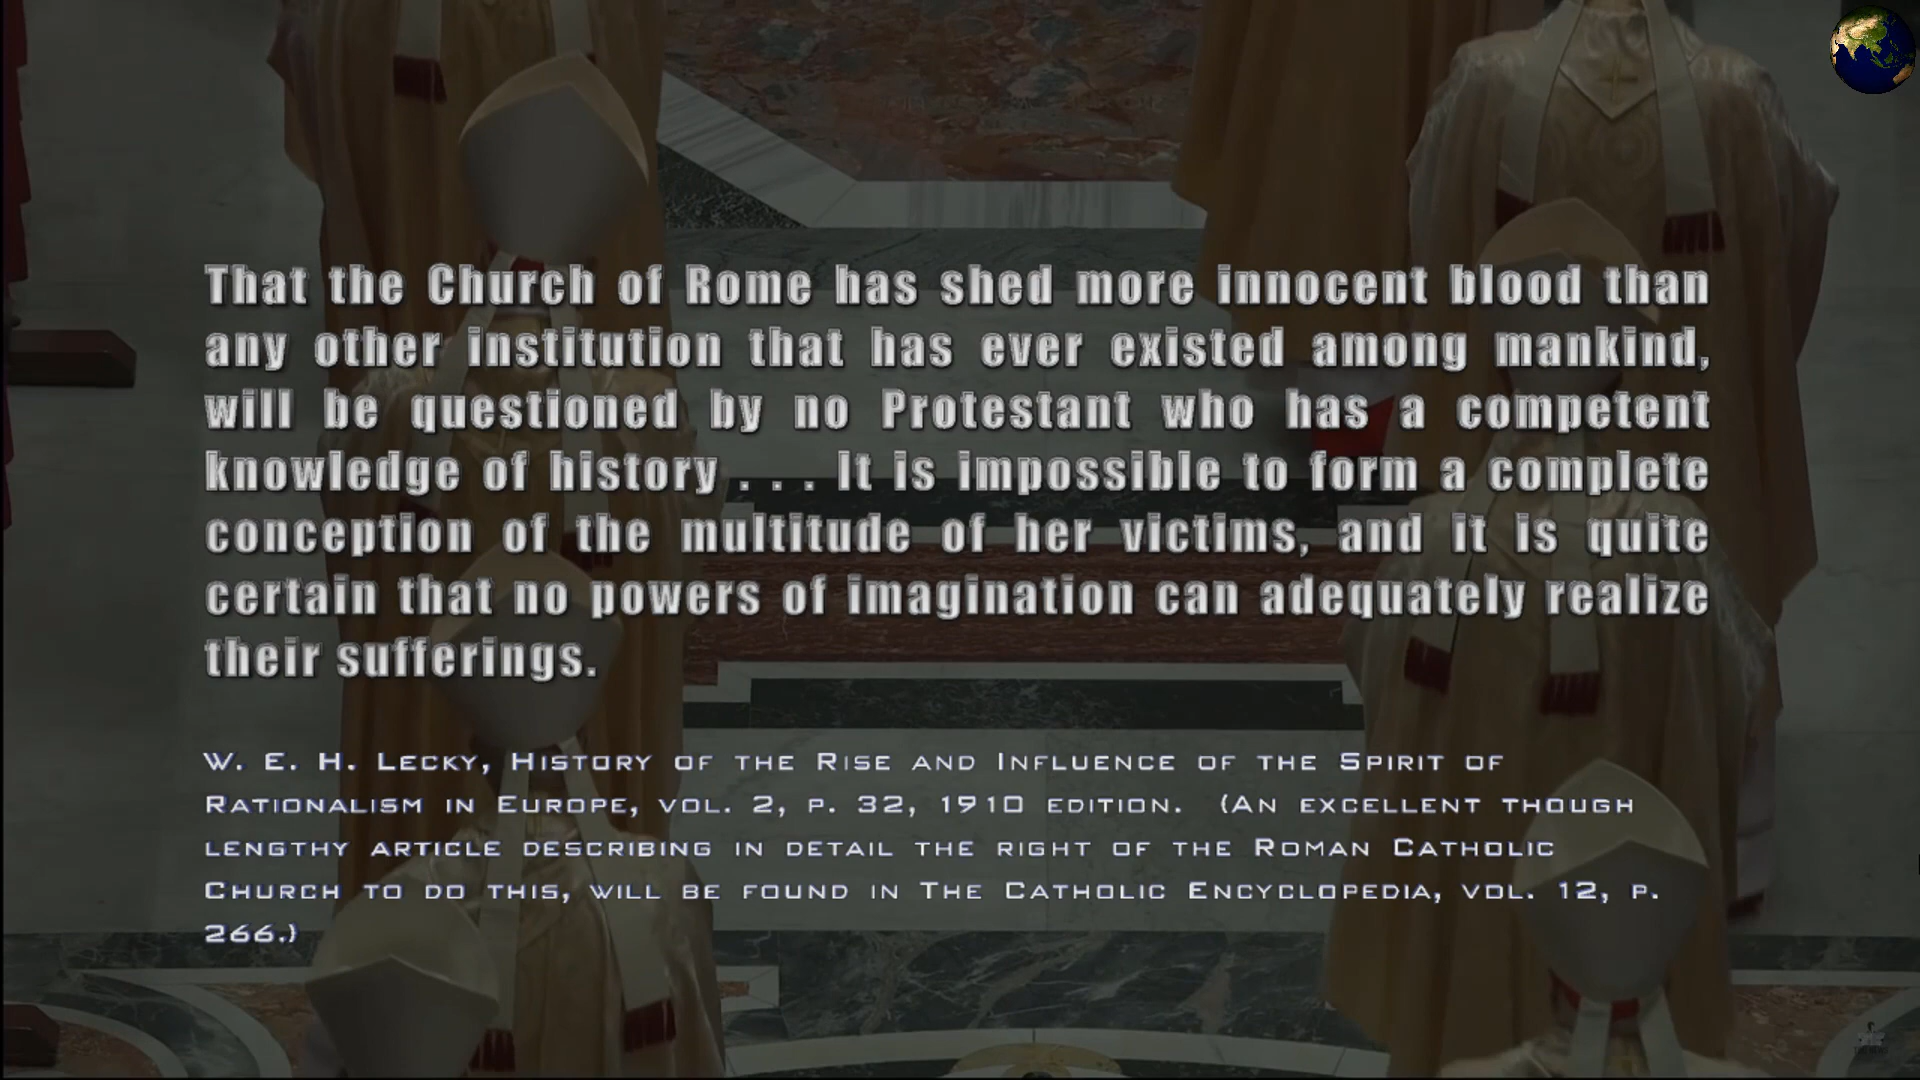 That the Church of Rome has shed more innocent blood than
any other institution that has ever existed among mankind,
will be questioned by no Protestant who has a competent
knowledge of history . . . It is impossible to form a complete
conception of the multitude of her victims, and it is quite
certain that no powers of imagination can adequately realize
their sufferings.
W. E. H. Lecky, History of the Rise and Influence of the Spirit of
Rationalism in Europe, vol. 2, p. 32, 1910 edition. (An excellent though
lengthy article describing in detail the right of the Roman Catholic
Church to do this, will be found in The Catholic Encyclopedia, vol. 12, p.
266.)